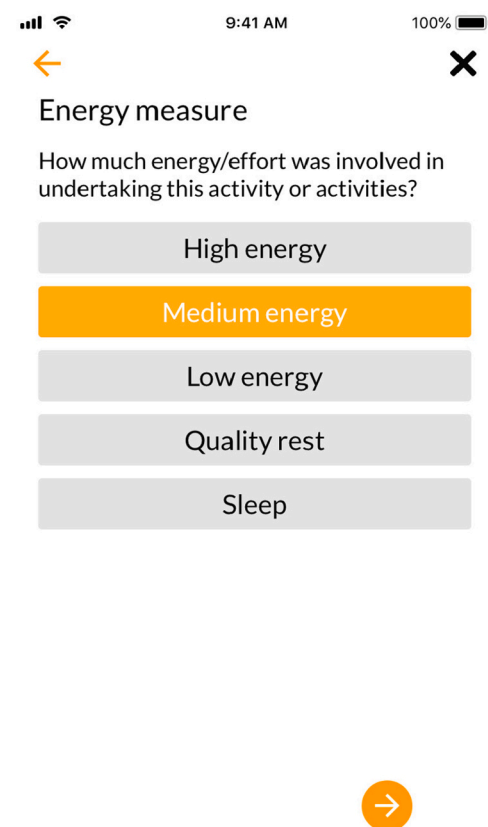 9:41 AM
100%
Energy measure
How much energy/effort was involved in
undertaking this activity or activities?
High energy
Medium energy
Low energy
Quality rest
Sleep